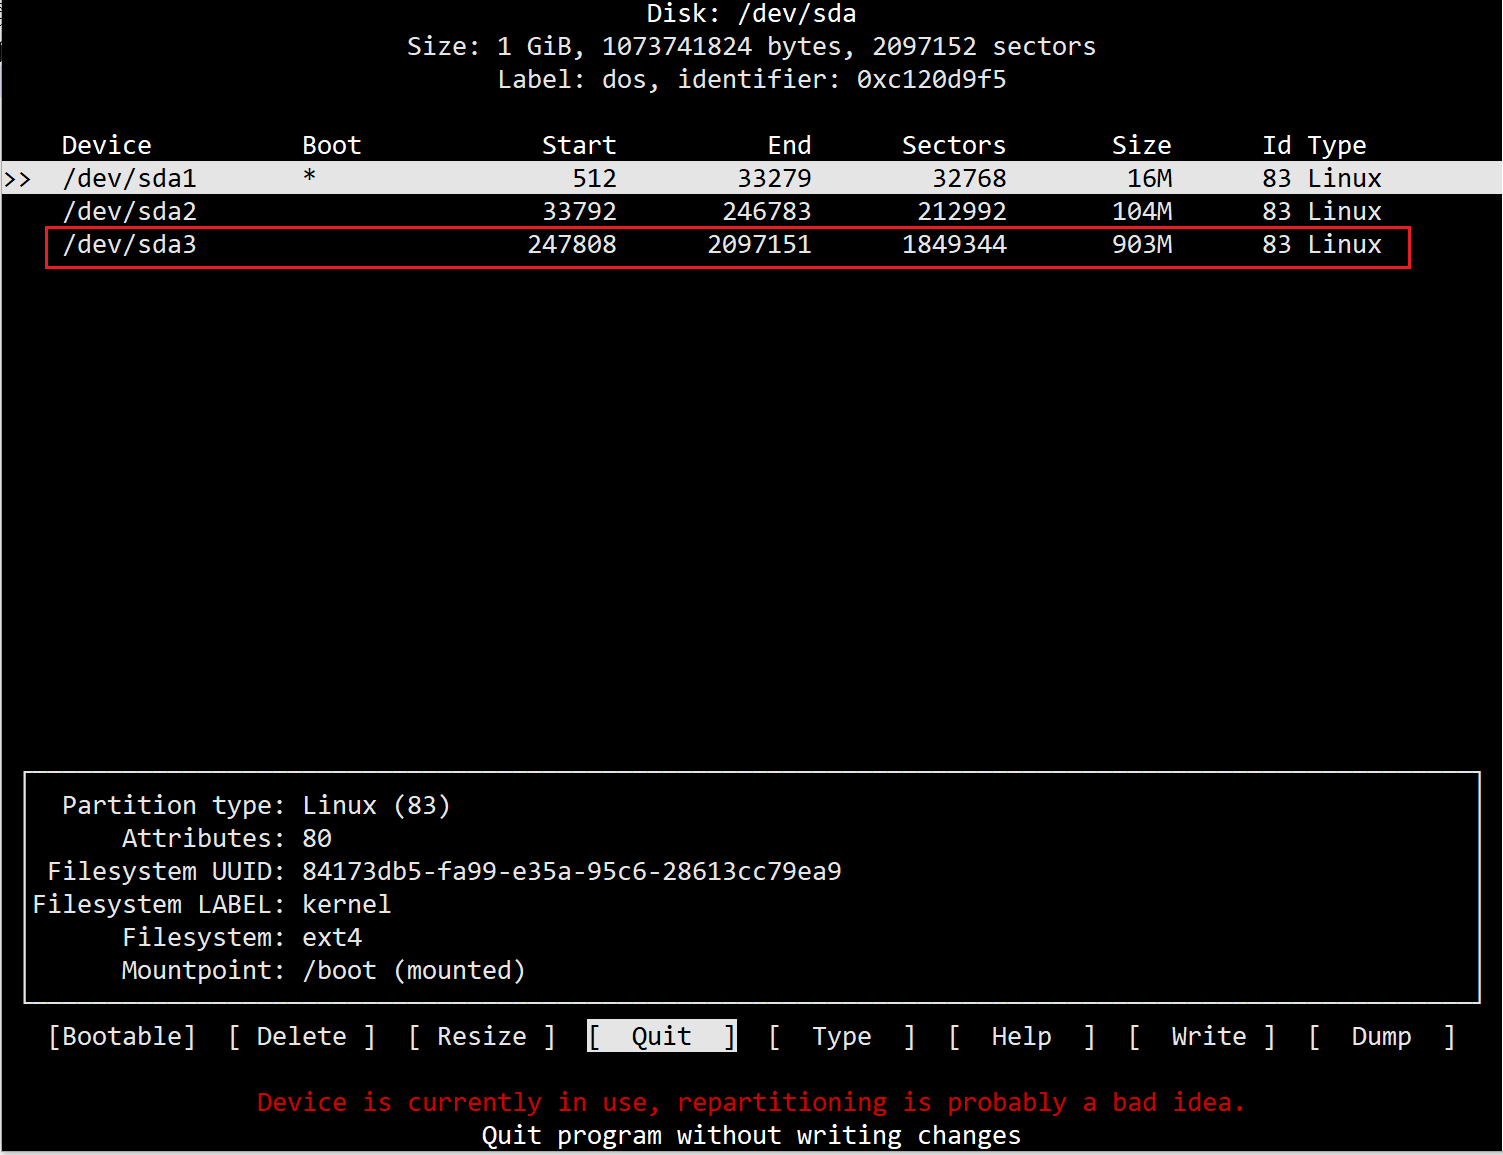 Disk: /dev/sda
Size: 1 GiB, 1073741824 bytes, 2097152 sectors
Label: dos, identifier: 0xc120d9f5
Device Boot Start End Sectors Size Id Type
>> /dev/sda1 * 512 33279 32768 16M 83 Linux
/dev/sda2 33792 246783 212992 104M 83 Linux
/dev/sda3 247808 2097151 1849344 903M 83 Linux
Partition type: Linux (83)
Attributes: 80
Filesystem UUID: 84173db5-fa99-e35a-95c6-28613cc79ea9
Filesystem LABEL: kernel
Filesystem: ext4
Mountpoint: /boot (mounted)
[Bootable] [ Delete ] [ Resize ] [ Quit ] [ Type ] [ Help ] [ Write ] [ Dump ]
Device is currently in use, repartitioning is probably a bad idea.
Quit program without writing changes